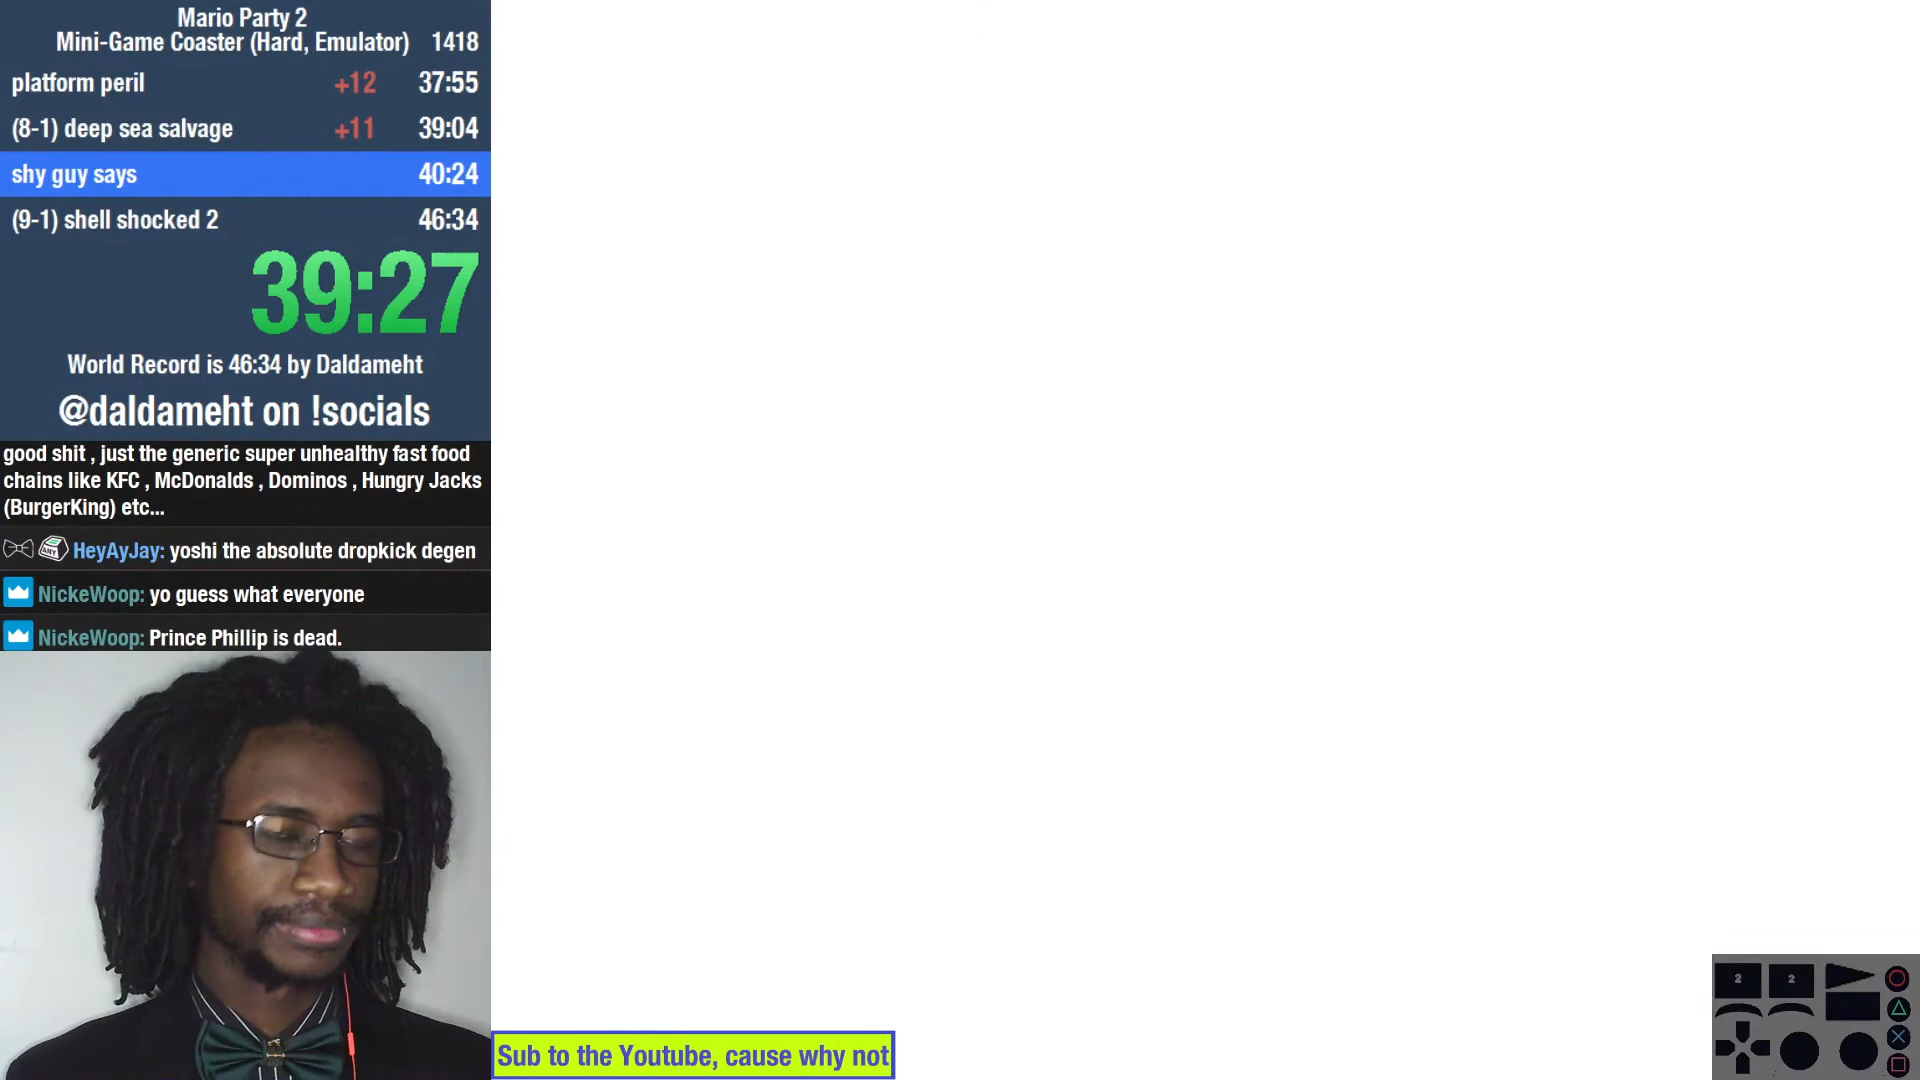 Mario Party 2
Mini-Game Coaster (Hard, Emulator) 1418
platform peril +12 37:55
(8-1) deep sea salvage +11 39:04
shy guy says 40:24
(9-1) shell shocked 2 46:34
39:27
World Record is 46:34 by Daldameht
@daldameht on !socials
good shit , just the generic super unhealthy fast food
chains like KFC , McDonalds , Dominos , Hungry Jacks
(BurgerKing) etc...
ANY HeyAyJay: yoshi the absolute dropkick degen
NickeWoop: yo guess what everyone
NickeWoop: Prince Phillip is dead.
Sub to the Youtube, cause why not
2 2